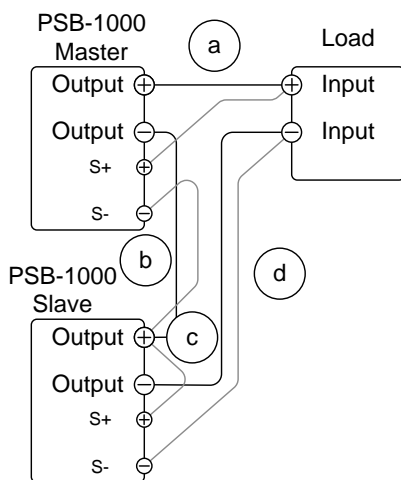 PSB-1000
Master
Output
Output
S+
S-
a
Load
Input
Input
b
d
PSB-1000
Slave
Output
c
Output
S+
S-